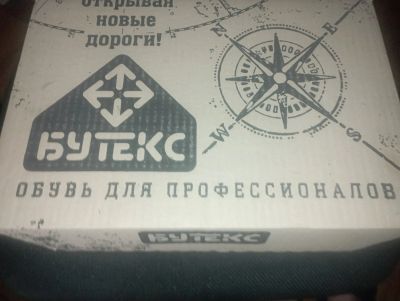 открывая
новые
дороги!
N
E
W
S
БУТЕКС
ОБУВЬ ДЛЯ ПРОФЕССИОНАЛОВ
БУТЕКС